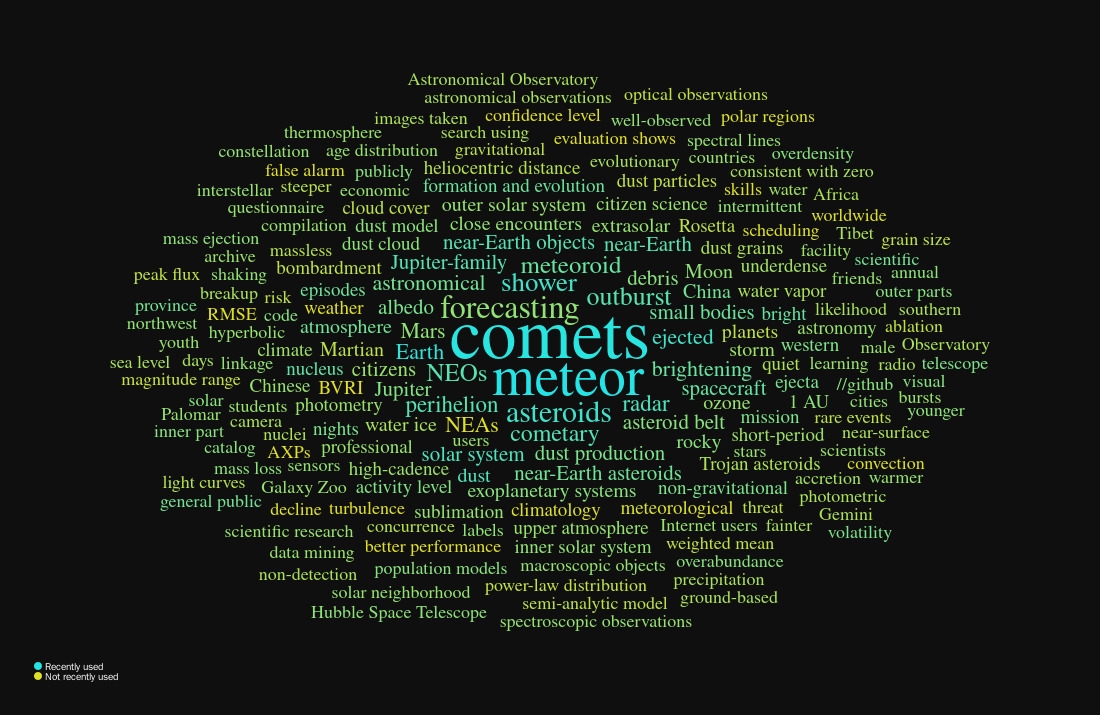 Astronomical Observatory
astronomical observations optical observations
images taken confidence level well-observed polar regions
thermosphere search using evaluation shows spectral lines
constellation age distribution gravitational evolutionary countries overdensity
false alarm publicly heliocentric distance dust particles consistent with zero
interstellar steeper economic formation and evolution skills water Africa
questionnaire cloud cover outer solar system citizen science intermittent worldwide
compilation dust model close encounters extrasolar Rosetta scheduling Tibet grain size
mass ejection massless dust cloud near-Earth objects near-Earth dust grains facility scientific
archive bombardment Jupiter-family meteoroid debris Moon underdense friends annual
peak flux shaking episodes astronomical shower outburst China water vapor outer parts
breakup risk weather albedo forecasting small bodies bright likelihood southern
province RMSE code atmosphere Mars comets ejected planets astronomy ablation
northwest hyperbolic climate Martian Earth storm western male Observatory
youth
sea level days linkage nucleus citizens NEOs meteor brightening quiet learning radio telescope
magnitude range Chinese BVRI Jupiter spacecraft ejecta //github visual
solar students photometry perihelion asteroids radar ozone 1 AU cities bursts
Palomar camera nights water ice NEAs asteroid belt mission rare events younger
inner part nuclei users cometary rocky short-period near-surface
catalog AXPs professional solar system dust production stars scientists
mass loss sensors high-cadence dust near-Earth asteroids Trojan asteroids convection
light curves Galaxy Zoo activity level exoplanetary systems non-gravitational accretion warmer
general public decline turbulence sublimation climatology meteorological threat photometric
Gemini
scientific research concurrence labels upper atmosphere Internet users fainter volatility
data mining better performance inner solar system weighted mean
non-detection population models macroscopic objects overabundance
solar neighborhood power-law distribution precipitation
Hubble Space Telescope semi-analytic model ground-based
spectroscopic observations
Recently used
Not recently used